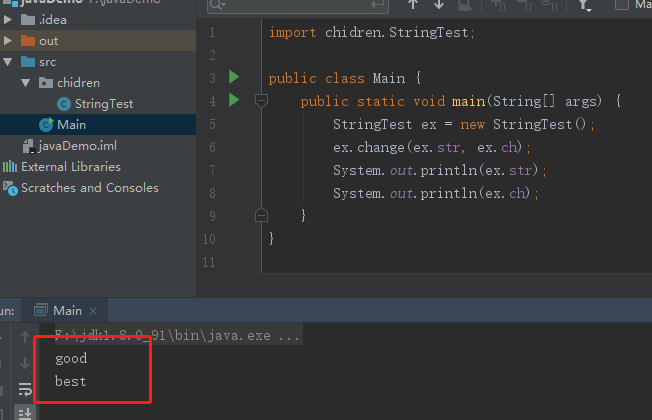 javaDemo F:\javaDemo
.idea
out
src
chidren
StringTest
Main
javaDemo.iml
External Libraries
Scratches and Consoles
1 import chidren.StringTest;
2
3 public class Main {
4 public static void main(String[] args) {
5 StringTest ex = new StringTest();
6 ex.change(ex.str, ex.ch);
7 System.out.println(ex.str);
8 System.out.println(ex.ch);
9 }
10 }
11
un: Main
F:\jdk1.8.0_91\bin\java.exe ...
good
best